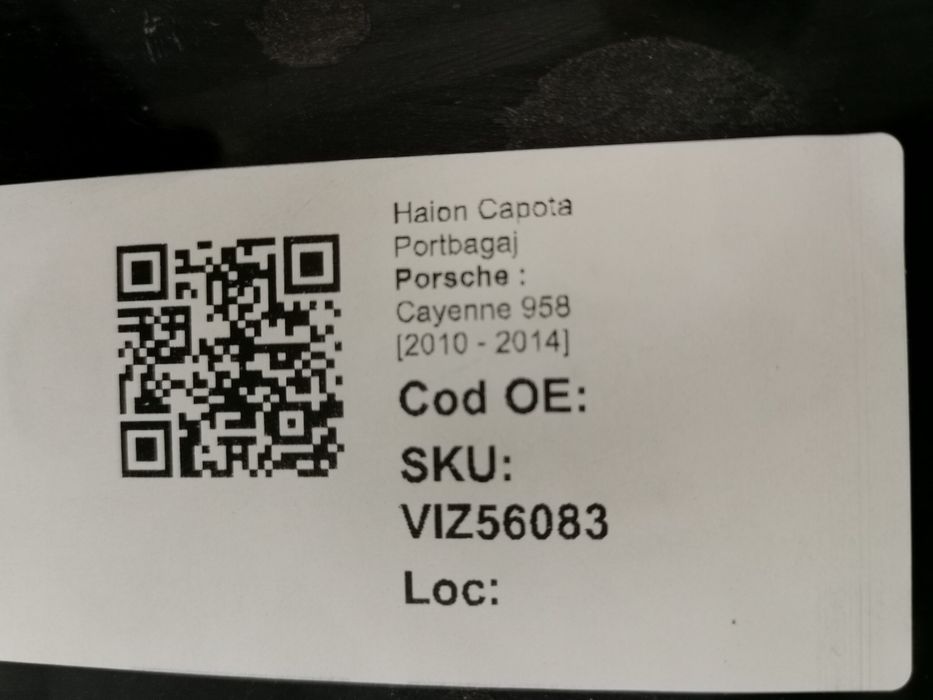 Haion Capota
Portbagaj
Porsche :
Cayenne 958
[2010 - 2014]
Cod OE:
SKU:
VIZ56083
Loc: